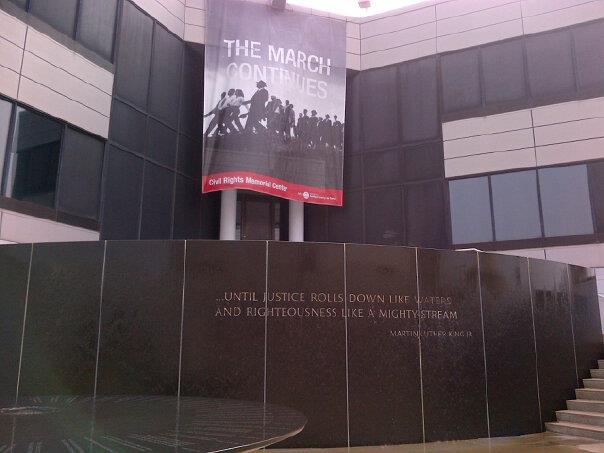 THE MARCH
CONTINUES
Civil Rights Memorial Center
...UNTIL JUSTICE ROLLS DOWN LIKE WATERS
AND RIGHTEOUSNESS LIKE A MIGHTY STREAM
MARTIN LUTHER KING JR